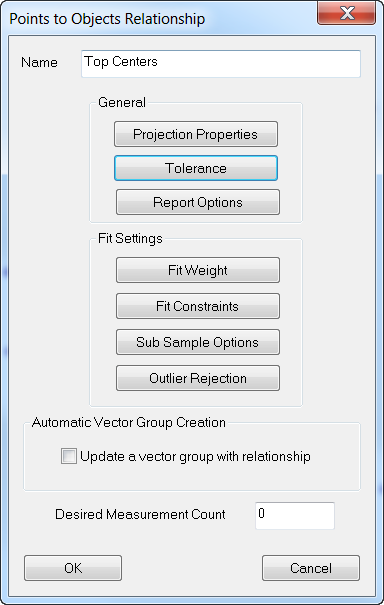 Points to Objects Relationship
Name Top Centers
General
Projection Properties
Tolerance
Report Options
Fit Settings
Fit Weight
Fit Constraints
Sub Sample Options
Outlier Rejection
Automatic Vector Group Creation
Update a vector group with relationship
Desired Measurement Count 0
OK Cancel